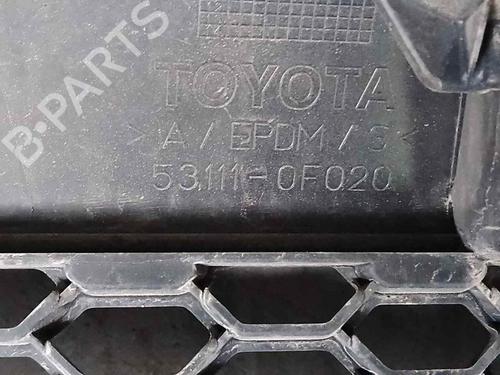 B-PARTS
TOYOTA
> A / EPDM / S <
53111-0F020